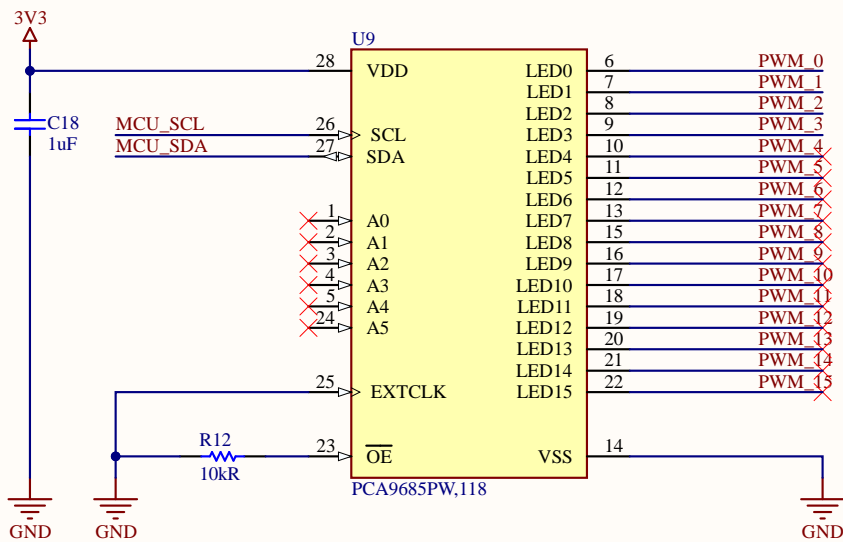 3V3
U9
28 VDD LED0 6 PWM_0
LED1 7 PWM_1
LED2 8 PWM_2
C18
1uF
MCU_SCL 26 SCL LED3 9 PWM_3
MCU_SDA 27 SDA LED4 10 PWM_4
LED5 11 PWM_5
LED6 12 PWM_6
1 A0 LED7 13 PWM_7
2 A1 LED8 15 PWM_8
3 A2 LED9 16 PWM_9
4 A3 LED10 17 PWM_10
5 A4 LED11 18 PWM_11
24 A5 LED12 19 PWM_12
LED13 20 PWM_13
LED14 21 PWM_14
25 EXTCLK LED15 22 PWM_15
R12
10kR
23 OE VSS 14
PCA9685PW,118
GND GND GND